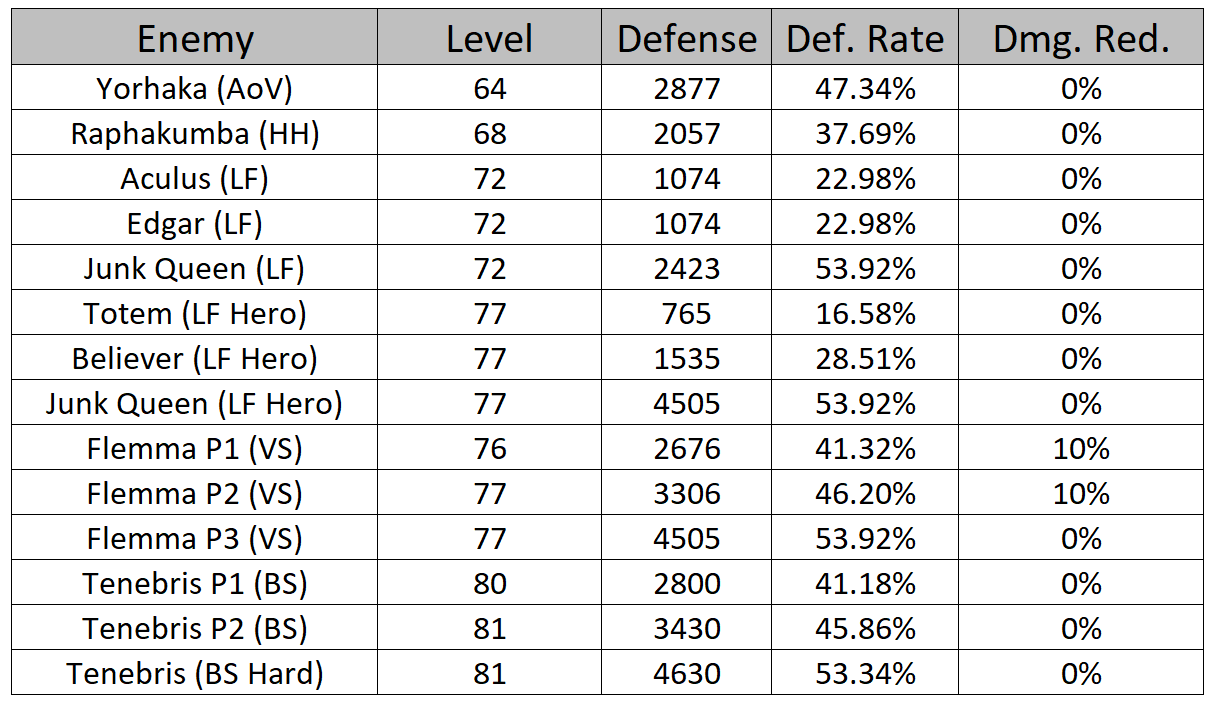 Enemy Level Defense Def. Rate Dmg. Red.
Yorhaka (AoV) 64 2877 47.34% 0%
Raphakumba (HH) 68 2057 37.69% 0%
Aculus (LF) 72 1074 22.98% 0%
Edgar (LF) 72 1074 22.98% 0%
Junk Queen (LF) 72 2423 53.92% 0%
Totem (LF Hero) 77 765 16.58% 0%
Believer (LF Hero) 77 1535 28.51% 0%
Junk Queen (LF Hero) 77 4505 53.92% 0%
Flemma P1 (VS) 76 2676 41.32% 10%
Flemma P2 (VS) 77 3306 46.20% 10%
Flemma P3 (VS) 77 4505 53.92% 0%
Tenebris P1 (BS) 80 2800 41.18% 0%
Tenebris P2 (BS) 81 3430 45.86% 0%
Tenebris (BS Hard) 81 4630 53.34% 0%